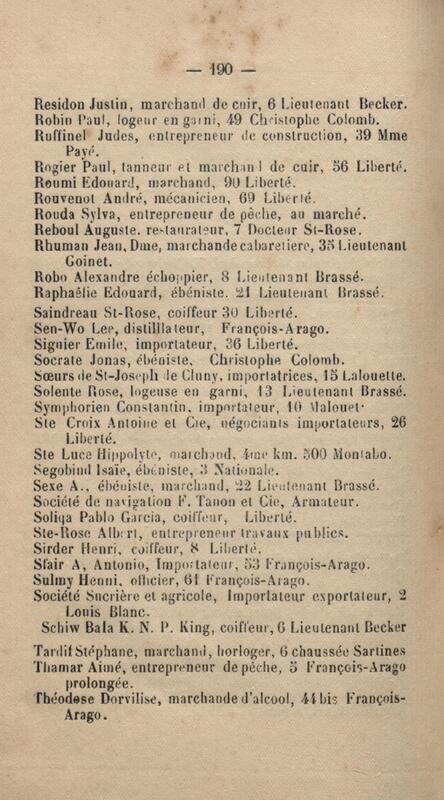 — 190 —
Residon Justin, marchand de cuir, 6 Lieutenant Becker.
Robin Paul, logeur en garni, 49 Christophe Colomb.
Ruffinel Judes, entrepreneur de construction, 39 Mme
Payé.
Rogier Paul, tanneur et marchand de cuir, 56 Liberté.
Roumi Edouard, marchand, 90 Liberté.
Rouvenot André, mécanicien, 69 Liberté.
Rouda Sylva, entrepreneur de pêche, au marché.
Reboul Auguste. restaurateur, 7 Docteur St-Rose.
Rhuman Jean, Dme, marchande cabaretiere, 35 Lieutenant
Goinet.
Robo Alexandre échoppier, 8 Lieutenant Brassé.
Raphaélie Edouard, ébéniste. 21 Lieutenant Brassé.
Saindreau St-Rose, coiffeur 30 Liberté.
Sen-Wo Lee, distilllateur, François-Arago.
Signier Emile, importateur, 36 Liberté.
Socrate Jonas, ébéniste, Christophe Colomb.
Sœurs de St-Joseph de Cluny, importatrices, 15 Lalouette.
Solente Rose, logeuse en garni, 13 Lieutenant Brassé.
Symphorien Constantin, importateur, 10 Malouet.
Ste Croix Antoine et Cie, négociants importateurs, 26
Liberté.
Ste Luce Hippolyte, marchand, 4me km. 500 Montabo.
Segobind Isaïe, ébéniste, 3 Nationale.
Sexe A., ébéniste, marchand, 22 Lieutenant Brassé.
Société de navigation F. Tanon et Cie, Armateur.
Soliqa Pablo Garcia, coiffeur, Liberté.
Ste-Rose Albert, entrepreneur travaux publics.
Sirder Henri, coiffeur, 8 Liberté.
Sfair A, Antonio, Importateur, 53 François-Arago.
Sulmy Henni, officier, 61 François-Arago.
Société Sucrière et agricole, Importateur exportateur, 2
Louis Blanc.
Schiw Bala K. N. P. King, coiffeur, 6 Lieutenant Becker
Tardif Stéphane, marchand, horloger, 6 chaussée Sartines
Thamar Aimé, entrepreneur de pêche, 5 François-Arago
prolongée.
Théodose Dorvilise, marchande d'alcool, 44 bis François-
Arago.